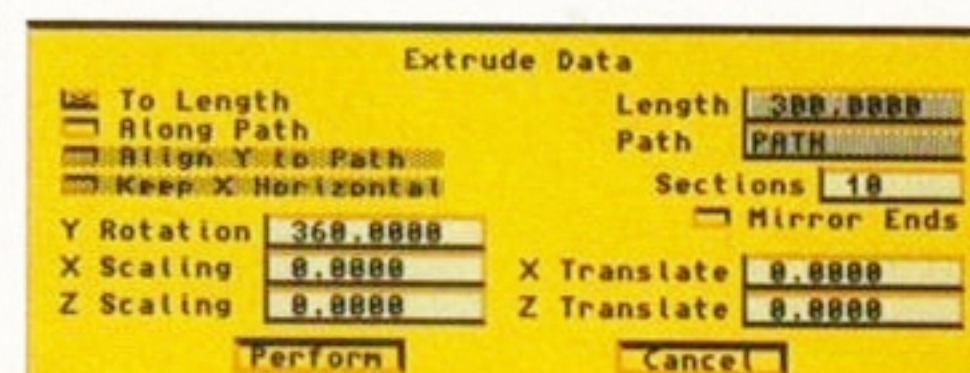 Extrude Data
To Length
Along Path
Align Y to Path
Keep X Horizontal
Length 300.0000
Path PATH
Sections 10
Mirror Ends
Y Rotation 360.0000
X Scaling 0.0000
Z Scaling 0.0000
X Translate 0.0000
Z Translate 0.0000
Perform
Cancel